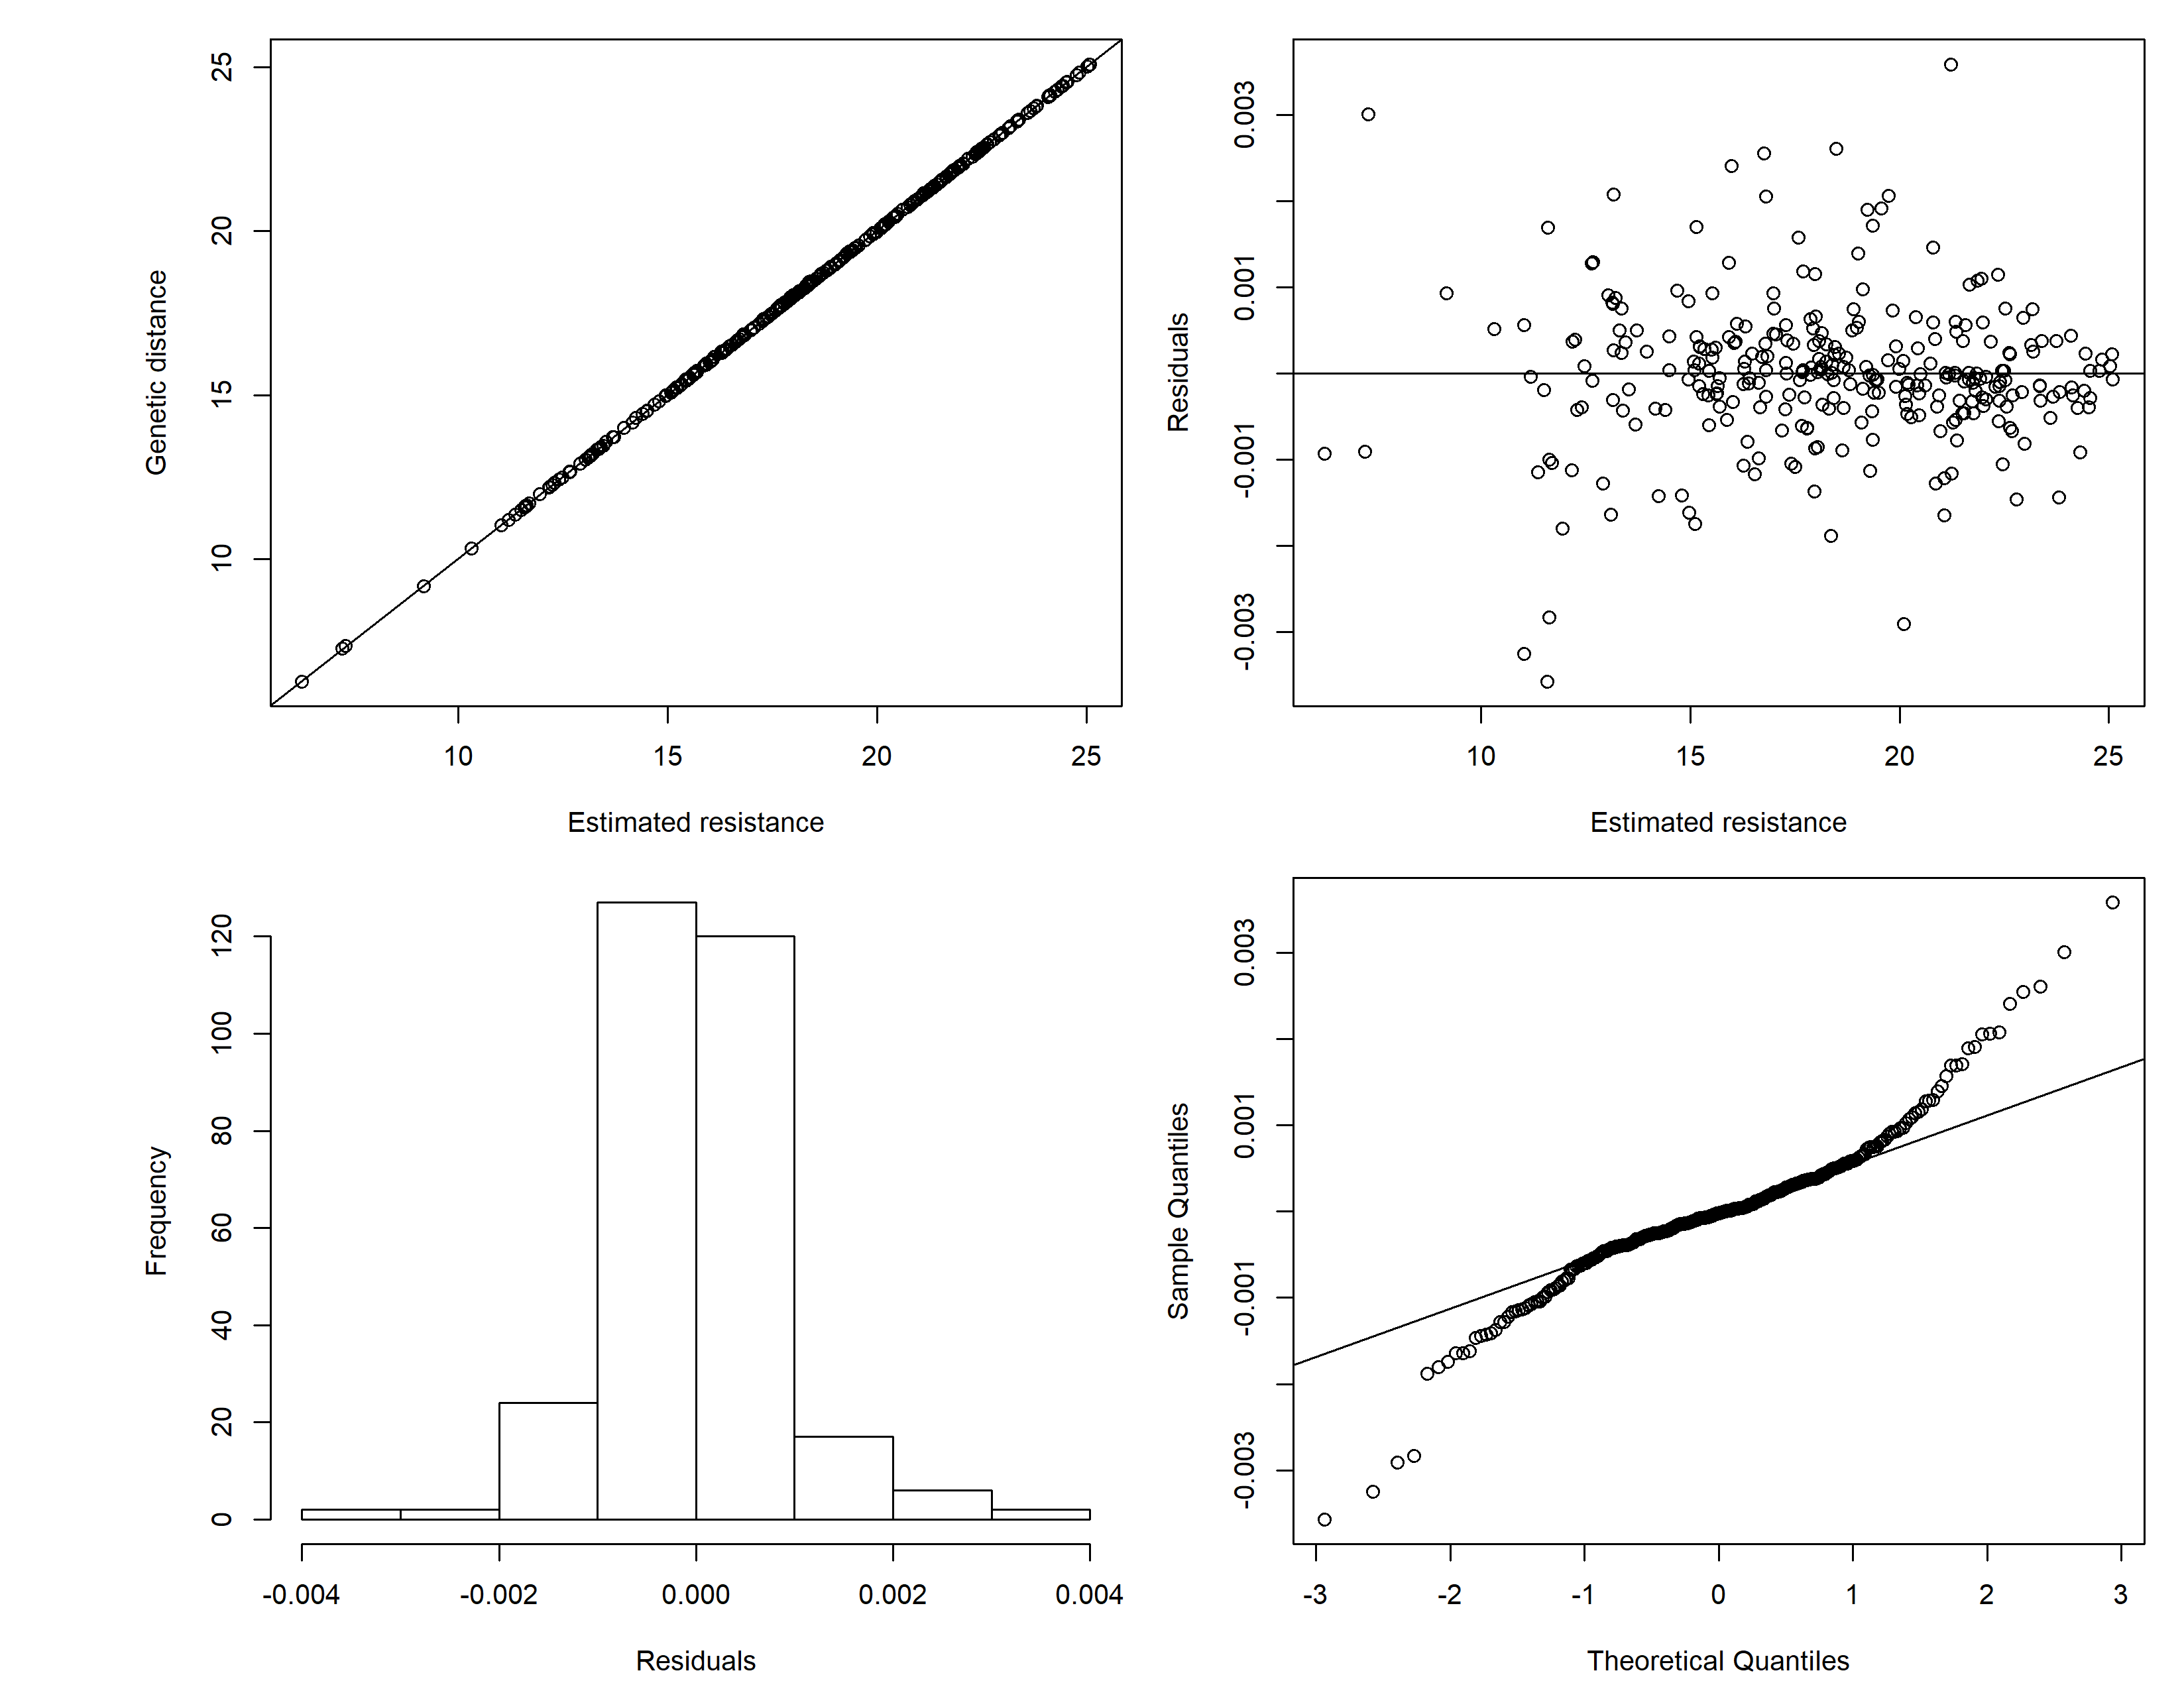 25
20
15
10
Genetic distance
10 15 20 25
Estimated resistance
0.003
0.001
-0.001
-0.003
Residuals
10 15 20 25
Estimated resistance
120
100
80
60
40
20
0
Frequency
-0.004 -0.002 0.000 0.002 0.004
Residuals
0.003
0.001
-0.001
-0.003
Sample Quantiles
-3 -2 -1 0 1 2 3
Theoretical Quantiles